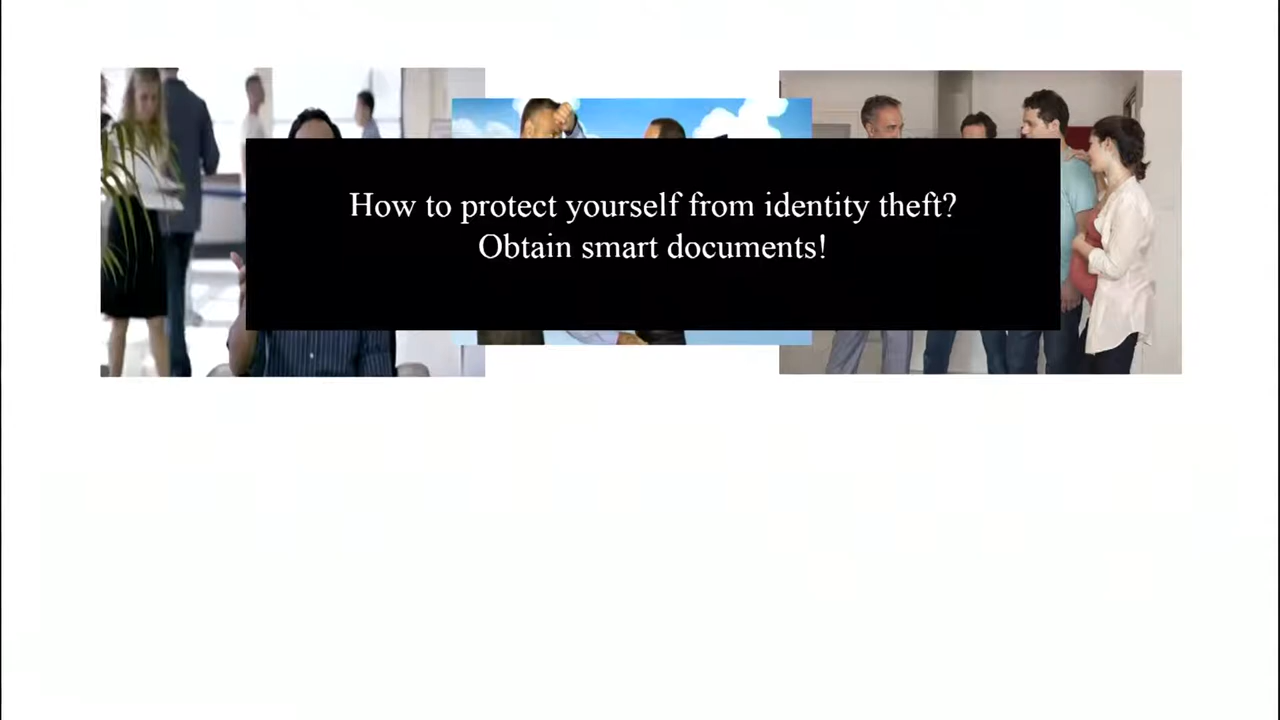 How to protect yourself from identity theft?
Obtain smart documents!